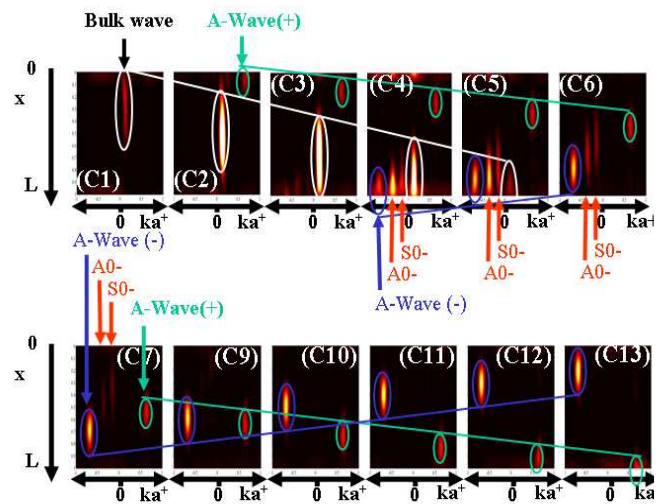 Bulk wave
A-Wave(+)
0
x
L
(C1)
(C2)
(C3)
(C4)
(C5)
(C6)
0 ka+
0 ka+
0 ka+
0 ka+
0 ka+
0 ka+
A-Wave (-)
A0-
S0-
A-Wave(+)
S0-
A0-
A-Wave (-)
S0-
A0-
S0-
A0-
0
x
L
(C7
(C9)
(C10)
(C11)
(C12)
(C13)
0 ka+
0 ka+
0 ka+
0 ka+
0 ka+
0 ka+